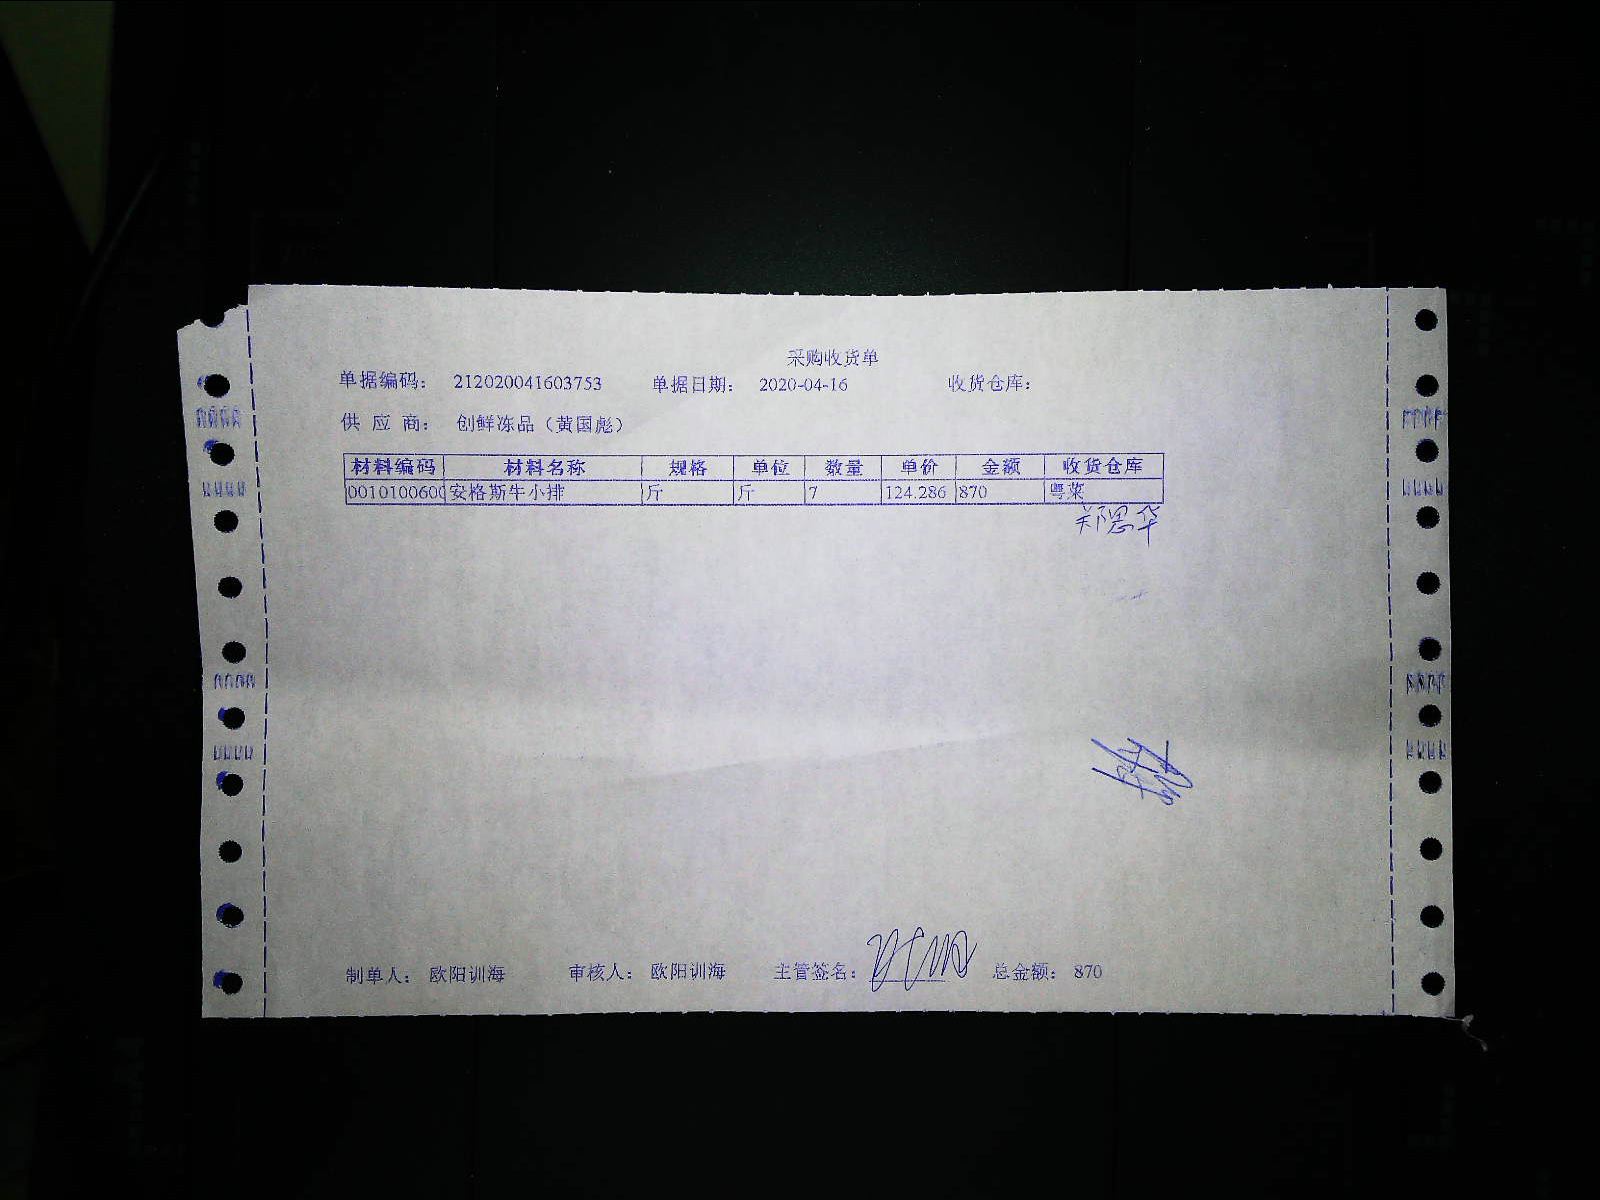 采购收货单
单据编码： 212020041603753 单据日期： 2020-04-16 收货仓库：
供 应 商： 创鲜冻品（黄国彪）
材料编码 材料名称 规格 单位 数量 单价 金额 收货仓库
0010100600 安格斯牛小排 斤 斤 7 124.286 870 粤菜
郑思华
制单人： 欧阳训海 审核人： 欧阳训海 主管签名： 总金额： 870